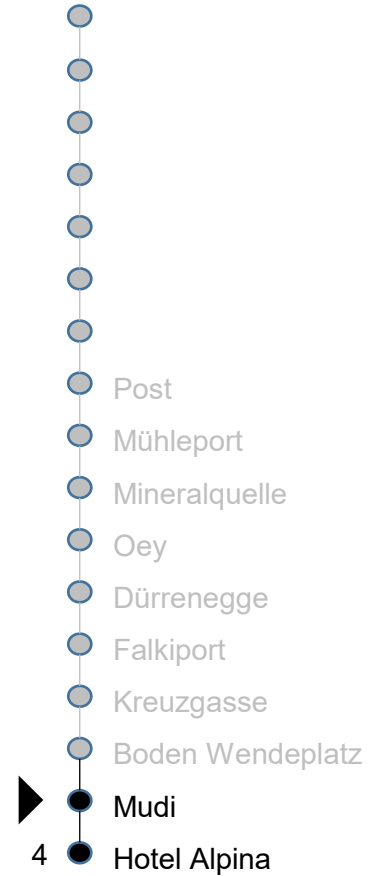 Post
Mühleport
Mineralquelle
Oey
Dürrenegge
Falkiport
Kreuzgasse
Boden Wendeplatz
Mudi
4 Hotel Alpina